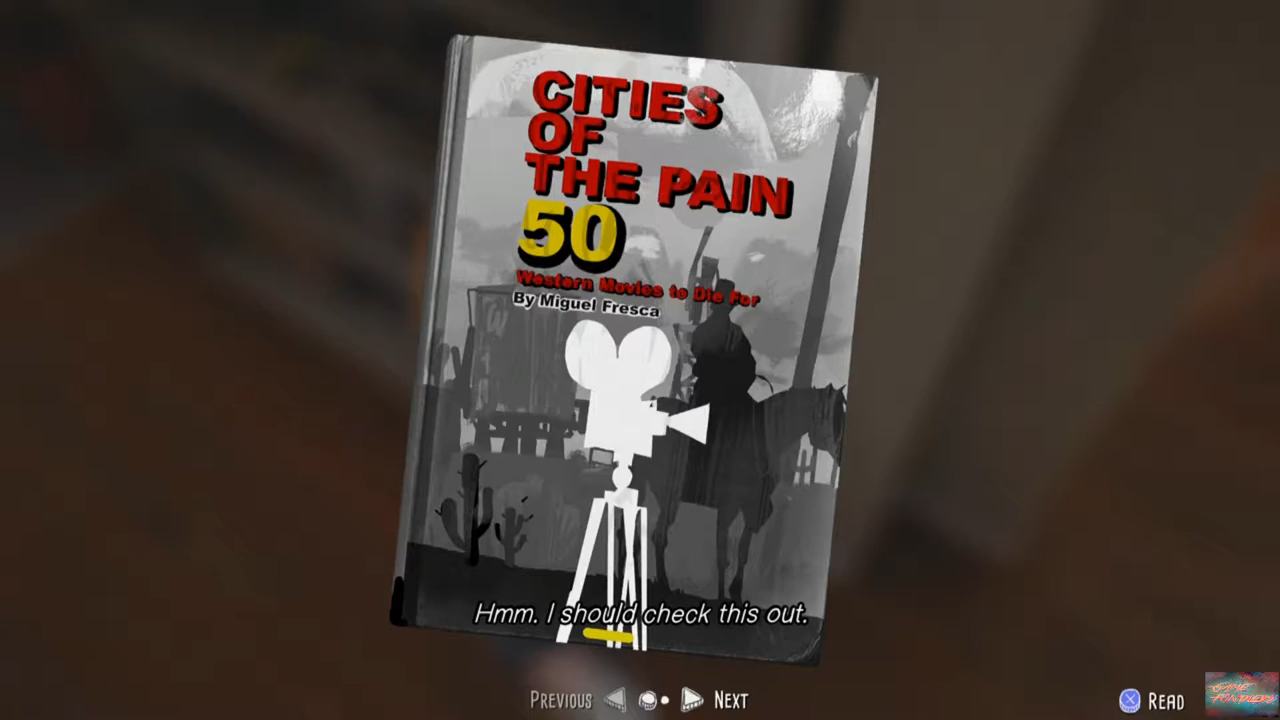 CITIES
OF
THE PAIN
50
Western Movies to Die For
By Miguel Fresca
Hmm. I should check this out.
PREVIOUS NEXT
READ